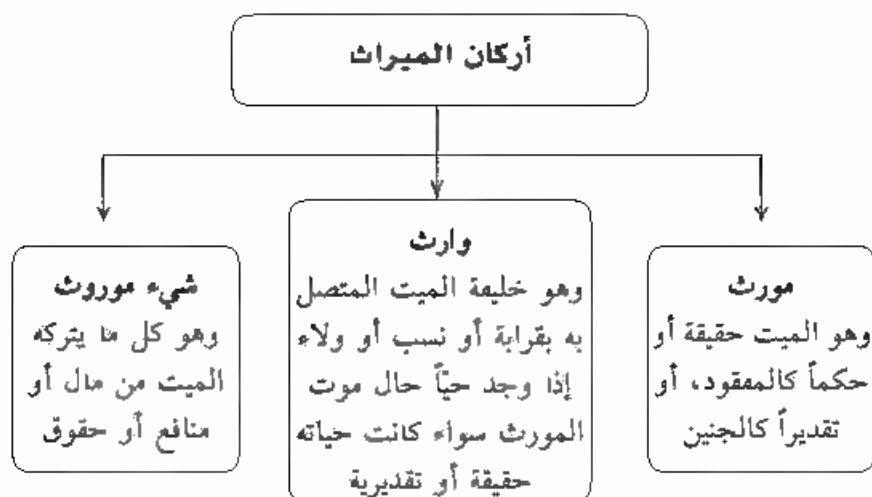 أركان الميراث
مورث
وهو الميت حقيقة أو
حكماً كالمفقود، أو
تقديراً كالجنين
وارث
وهو خليفة الميت المتصل
به بقرابة أو نسب أو ولاء
إذا وجد حيّاً حال موت
المورث سواء كانت حياته
حقيقة أو تقديرية
شيء موروث
وهو كل ما يتركه
الميت من مال أو
منافع أو حقوق